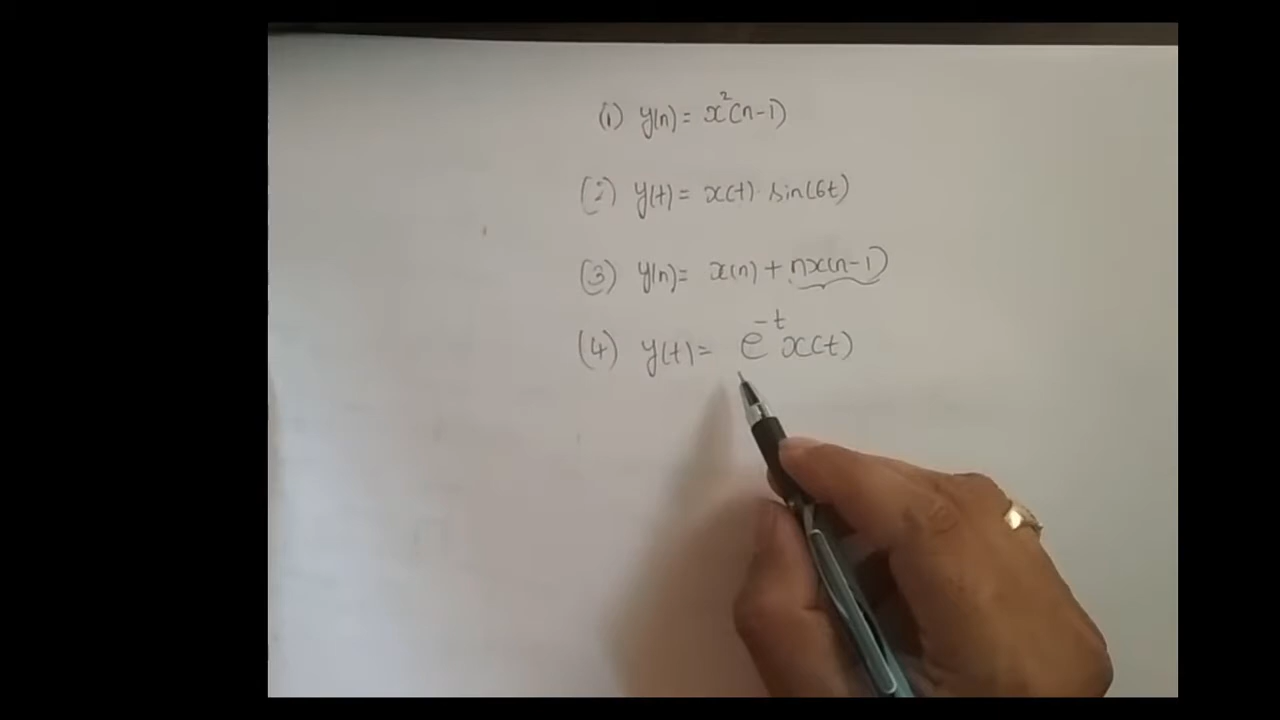 (1) y(n) = x²(n-1)
(2) y(t) = x(t) · sin(6t)
(3) y(n) = x(n) + nx(n-1)
(4) y(t) = e⁻ᵗ x(t)